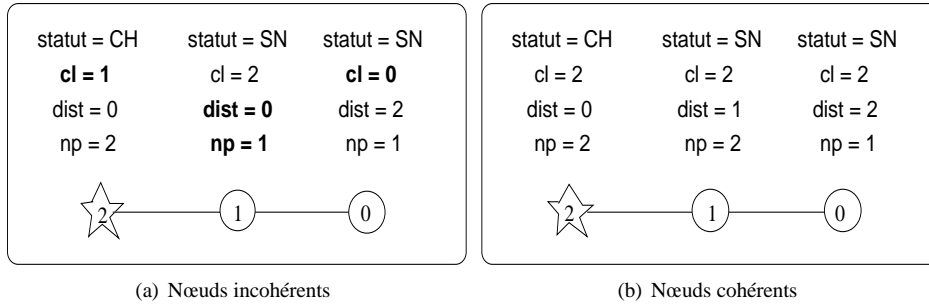 statut = CH statut = SN statut = SN
cl = 1 cl = 2 cl = 0
dist = 0 dist = 0 dist = 2
np = 2 np = 1 np = 1
2 1 0
(a) Nœuds incohérents
statut = CH statut = SN statut = SN
cl = 2 cl = 2 cl = 2
dist = 0 dist = 1 dist = 2
np = 2 np = 2 np = 1
2 1 0
(b) Nœuds cohérents